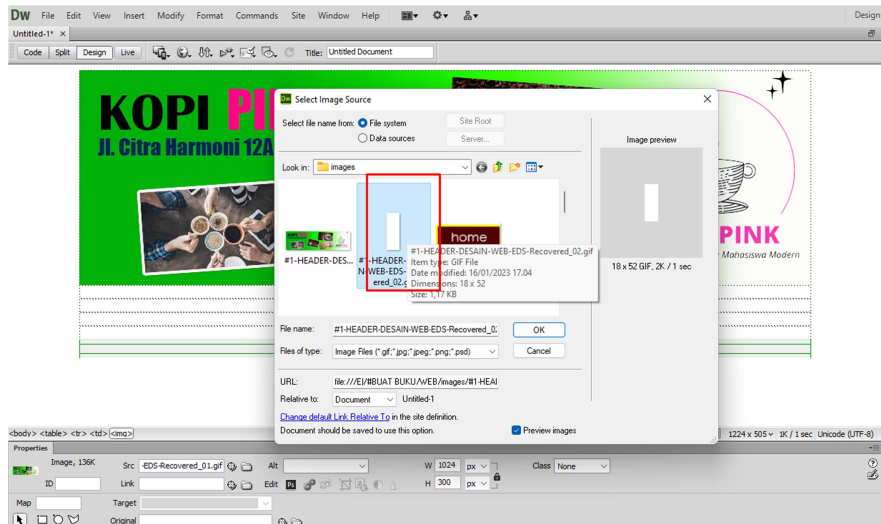 DW File Edit View Insert Modify Format Commands Site Window Help Design
Untitled-1* ×
Code Split Design Live Title: Untitled Document
KOPI
Jl. Citra Harmoni 12A
Select Image Source
Select file name from: File system Site Root
Data sources Server...
Image preview
Look in: images
home
#1-HEADER-DES...
ered_02.g
#1-HEADER-DESAIN-WEB-EDS-Recovered_02.gif
Item type: GIF File
Date modified: 16/01/2023 17.04
Dimensions: 18 x 52
Size: 1,17 KB
18 x 52 GIF, 2K / 1 sec
PINK
Mahasiswa Modern
File name: #1-HEADER-DESAIN-WEB-EDS-Recovered_02 OK
Files of type: Image Files (*.gif;*.jpg;*.jpeg;*.png;*.psd) Cancel
URL: file:///E|/#BUAT BUKU/WEB/images/#1-HEAI
Relative to: Document Untitled-1
Change default Link Relative To in the site definition.
Document should be saved to use this option. Preview images
<body> <table> <tr> <td> <img> 1224 x 505 1K / 1 sec Unicode (UTF-8)
Properties
Image, 136K Src -EDS-Recovered_01.gif Alt W 1024 px Class None
ID Link Edit Ps H 300 px
Map Target
Original